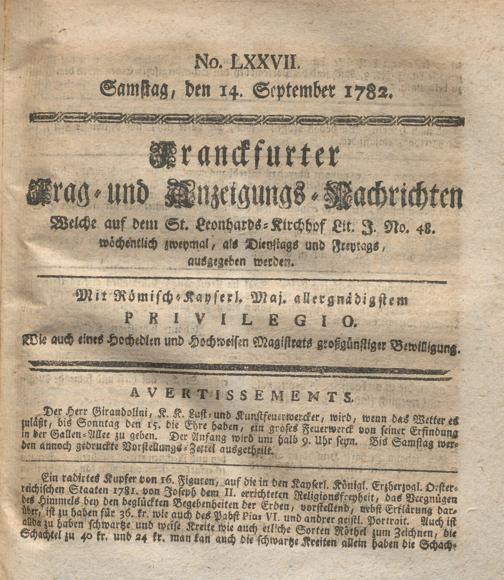 No. LXXVII.
Samstag, den 14. September 1782.
Franckfurter
Frag- und Anzeigungs-Nachrichten
Welche auf dem St. Leonhards-Kirchhof Lit. J. No. 48.
wöchentlich zweymal, als Dienstags und Freytags,
ausgegeben werden.
Mit Römisch-Kayserl. Maj. allergnädigstem
PRIVILEGIO.
Wie auch eines Hochedlen und Hochweisen Magistrats großgünstiger Bewilligung.
AVERTISSEMENTS.
Der Herr Girandolini, K. K. Lust- und Kunstfeuerwercker, wird, wenn das Wetter es
zuläßt, bis Sonntag den 15. die Ehre haben, ein großes Feuerwerck von seiner Erfindung
in der Gallen-Allee zu geben. Der Anfang wird um halb 9. Uhr seyn. Bis Samstag wer-
den annoch gedruckte Vorstellungs-Zettel ausgetheilt.
Ein radirtes Kupfer von 16. Figuren, auf die in den Kayserl. Königl. Erzherzogl. Oester-
reichischen Staaten 1781. von Joseph dem II. errichteten Religionsfreyheit, das Vergnügen
des Himmels bey den beglückten Begebenheiten der Erden, vorstellend, nebst Erklärung dar-
über, ist zu haben für 36. kr. wie auch des Pabst Pius VI. und andrer geistl. Portrait. Auch ist
allda zu haben schwartze und weise Kreite wie auch etliche Sorten Röthel zum Zeichnen, die
Schachtel zu 40 kr. und 24 kr. man kan auch die schwartze Kreiten allein haben die Schach-